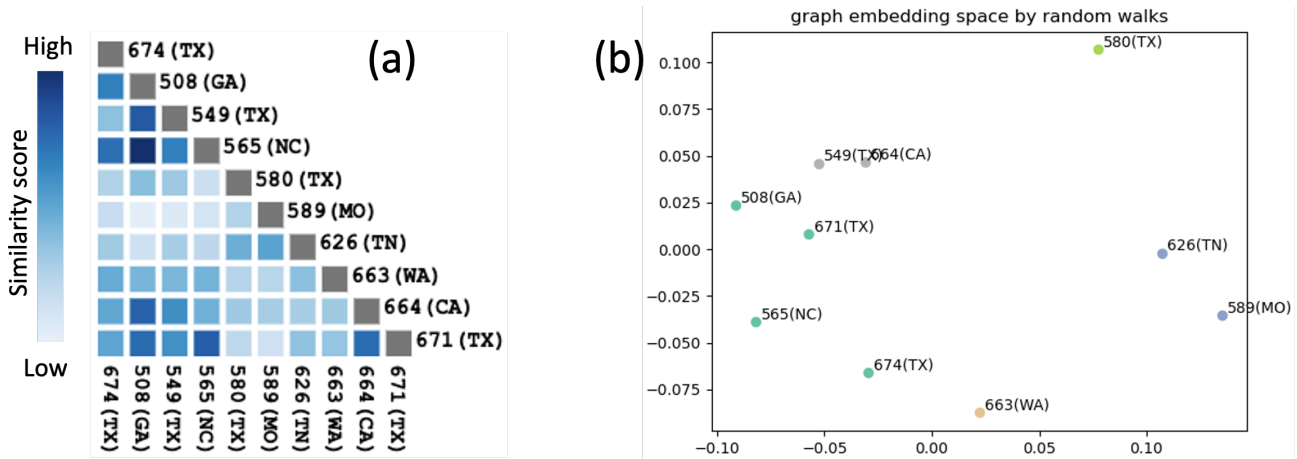 High
Similarity score
Low
(a)
674(TX)
508(GA)
549(TX)
565(NC)
580(TX)
589(MO)
626(TN)
663(WA)
664(CA)
671(TX)
674(TX)
508(GA)
549(TX)
565(NC)
580(TX)
589(MO)
626(TN)
663(WA)
664(CA)
671(TX)
(b)
graph embedding space by random walks
0.100
0.075
0.050
0.025
0.000
−0.025
−0.050
−0.075
580(TX)
549(TX)
664(CA)
508(GA)
671(TX)
626(TN)
589(MO)
565(NC)
674(TX)
663(WA)
−0.10
−0.05
0.00
0.05
0.10